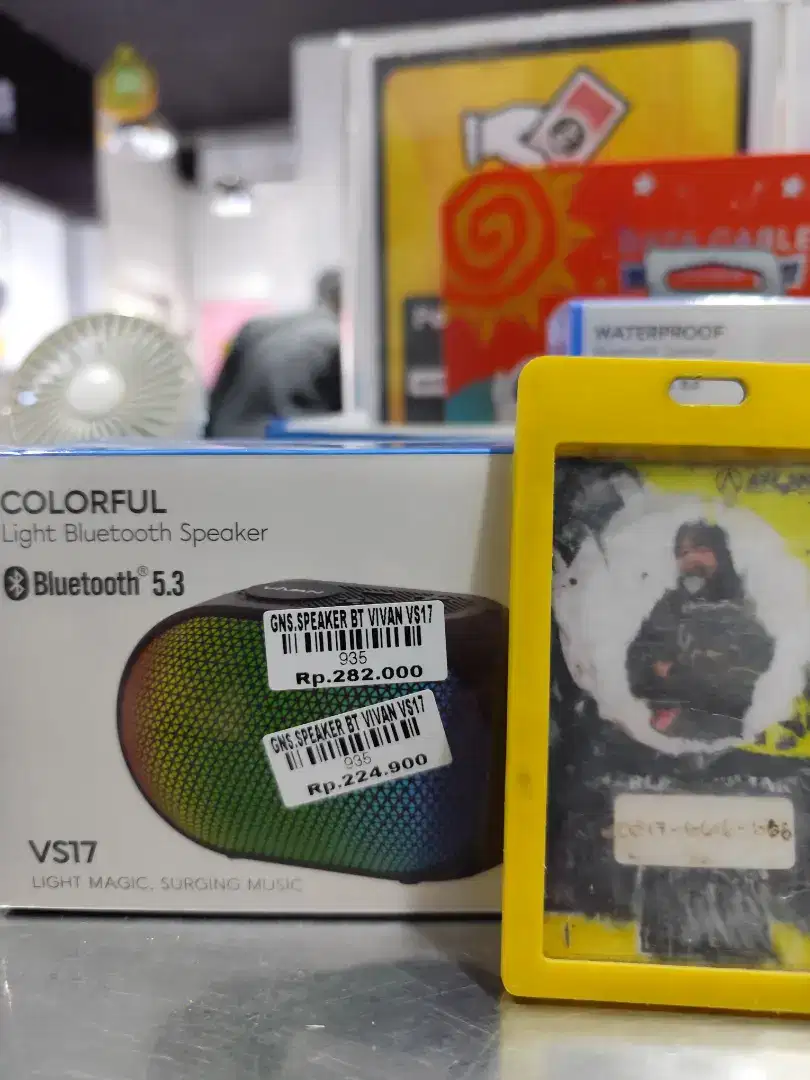 WATERPROOF
COLORFUL
Light Bluetooth Speaker
Bluetooth® 5.3
VIVAN
GNS.SPEAKER BT VIVAN VS17
935
Rp.282.000
GNS.SPEAKER BT VIVAN VS17
935
Rp.224.900
VS17
LIGHT MAGIC, SURGING MUSIC